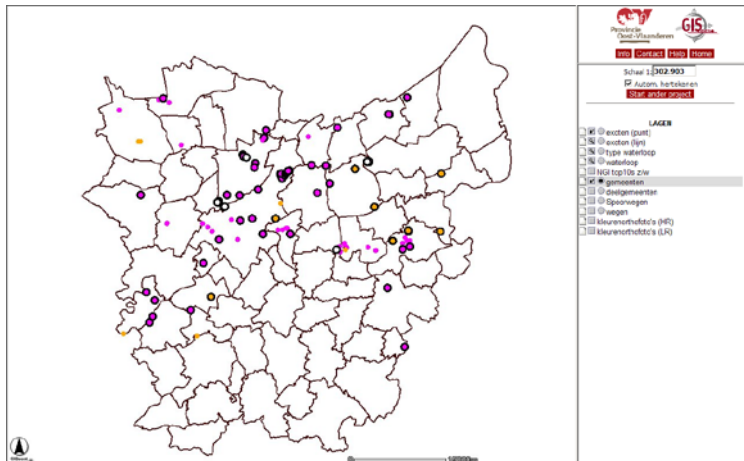 Provincie
Oost-Vlaanderen
GIS
Info Contact Help Home
Schaal 1: 302.903
Autom. hertekenen
Start ander project
LAGEN
exoten (punt)
exoten (lijn)
type waterloop
waterloop
NGI top10s z/w
gemeenten
deelgemeenten
Spoorwegen
wegen
kleurenorthofoto's (MR)
kleurenorthofoto's (LR)